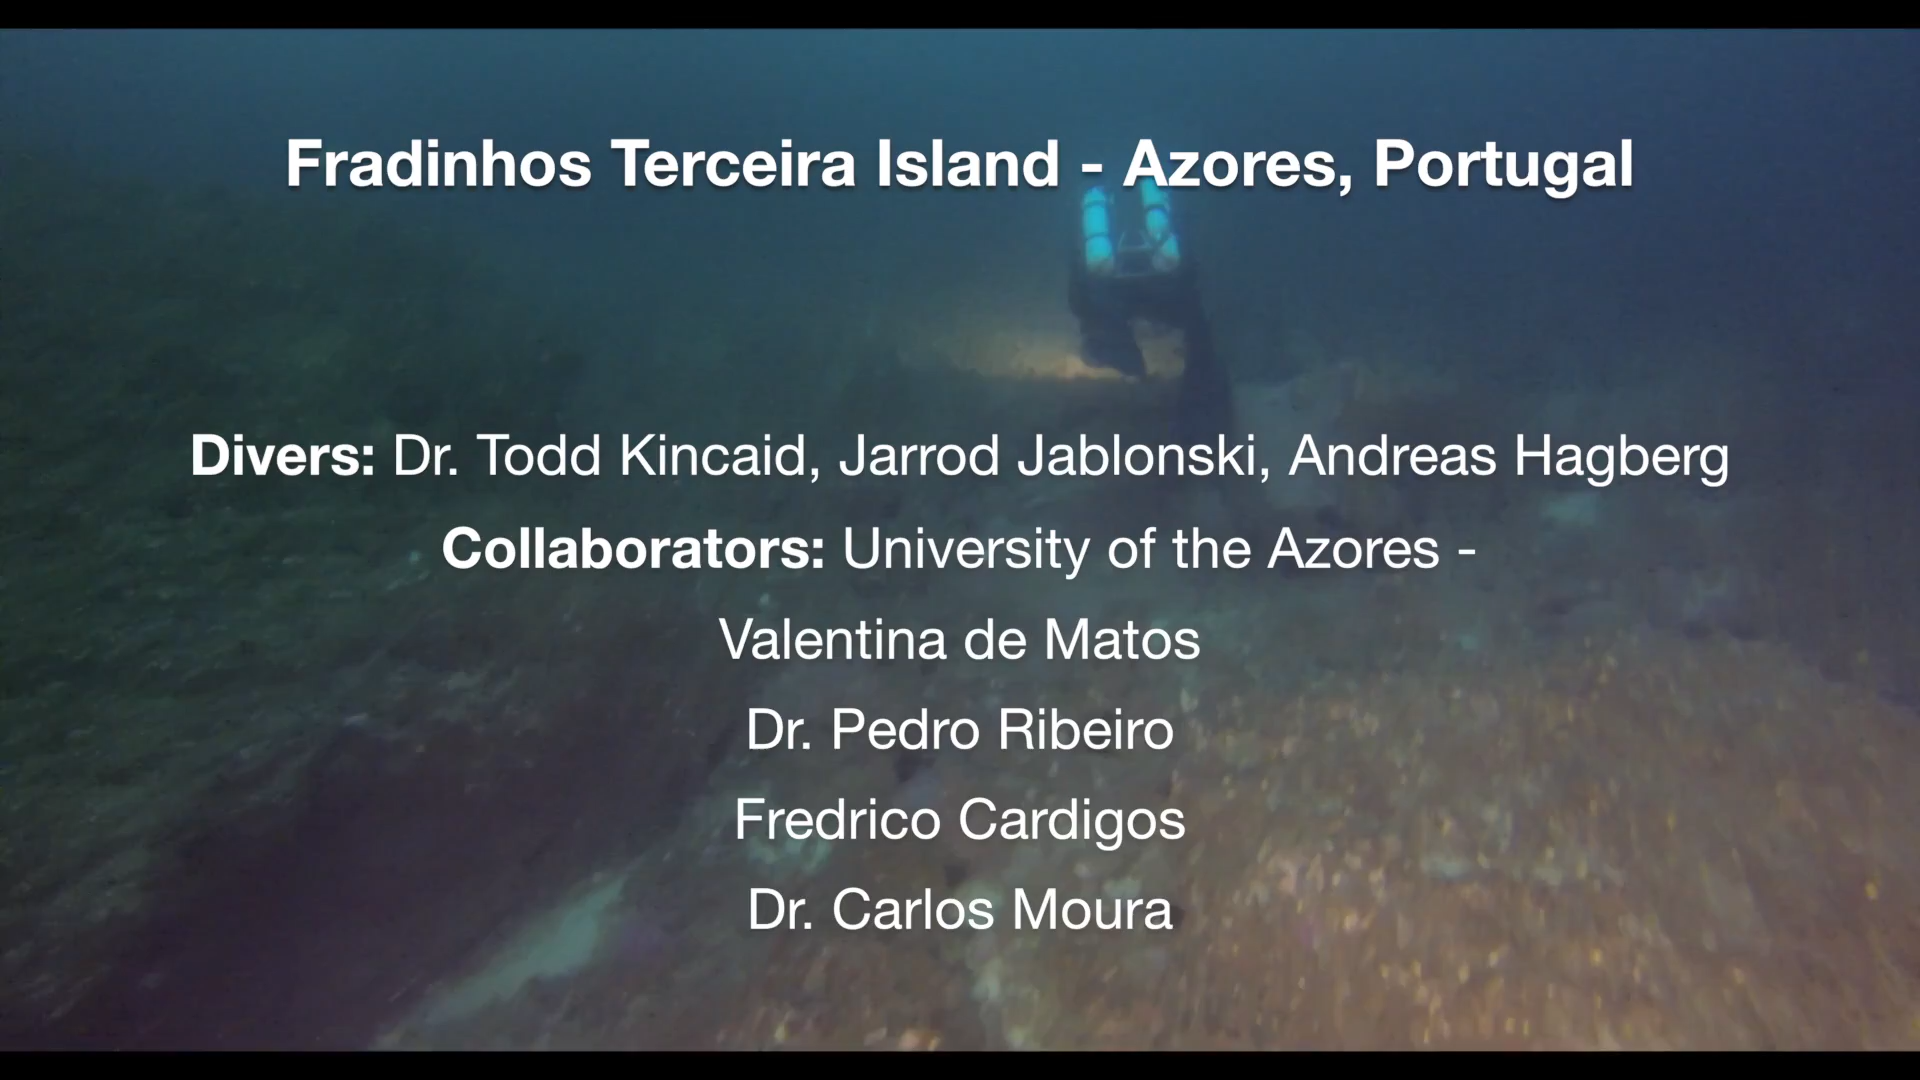 Fradinhos Terceira Island - Azores, Portugal
Divers: Dr. Todd Kincaid, Jarrod Jablonski, Andreas Hagberg
Collaborators: University of the Azores -
Valentina de Matos
Dr. Pedro Ribeiro
Fredrico Cardigos
Dr. Carlos Moura